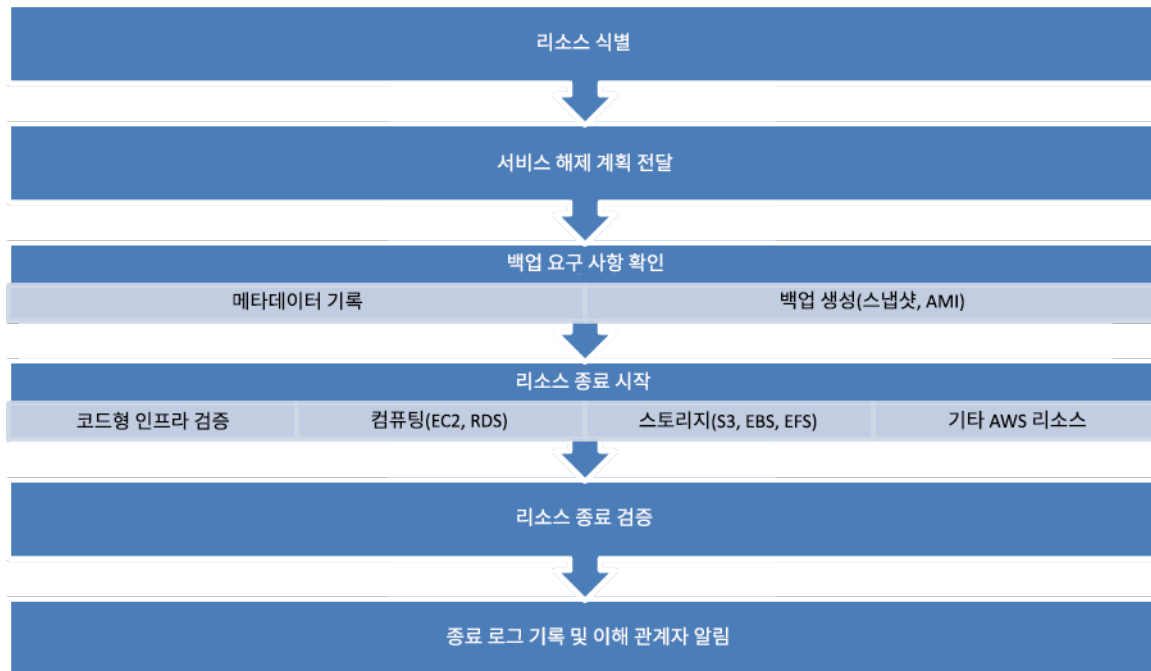 리소스 식별
서비스 해제 계획 전달
백업 요구 사항 확인
메타데이터 기록
백업 생성(스냅샷, AMI)
리소스 종료 시작
코드형 인프라 검증
컴퓨팅(EC2, RDS)
스토리지(S3, EBS, EFS)
기타 AWS 리소스
리소스 종료 검증
종료 로그 기록 및 이해 관계자 알림